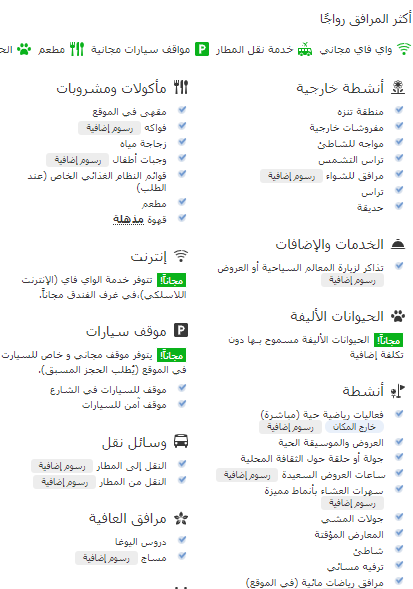 أكثر المرافق رواجًا
واي فاي مجاني خدمة نقل المطار مواقف سيارات مجانية مطعم
أنشطة خارجية
منطقة تنزه
مفروشات خارجية
مواجه للشاطئ
تراس التشمس
مرافق للشواء رسوم إضافية
تراس
حديقة
الخدمات والإضافات
تذاكر لزيارة المعالم السياحية أو العروض
رسوم إضافية
الحيوانات الأليفة
مجاناً! الحيوانات الأليفة مسموح بها دون
تكلفة إضافية
أنشطة
فعاليات رياضية حية (مباشرة)
خارج المكان رسوم إضافية
العروض والموسيقة الحية
جولة أو حلقة حول الثقافة المحلية
ساعات العروض السعيدة رسوم إضافية
سهرات العشاء بأنماط مميزة
رسوم إضافية
جولات المشي
المعارض المؤقتة
شاطئ
ترفيه مسائي
مرافق رياضات مائية (في الموقع)
مأكولات ومشروبات
مقهى في الموقع
فواكه رسوم إضافية
زجاجة مياه
وجبات أطفال رسوم إضافية
قوائم النظام الغذائي الخاص (عند
الطلب)
مطعم
قهوة مذهلة
إنترنت
مجاناً! تتوفر خدمة الواي فاي (الإنترنت
اللاسلكي)،في غرف الفندق مجاناً.
موقف سيارات
مجاناً! يتوفر موقف مجاني و خاص للسيارت
في الموقع (يُطلب الحجز المسبق).
موقف للسيارات في الشارع
موقف آمن للسيارات
وسائل نقل
النقل إلى المطار رسوم إضافية
النقل من المطار رسوم إضافية
مرافق العافية
دروس اليوغا
مساج رسوم إضافية